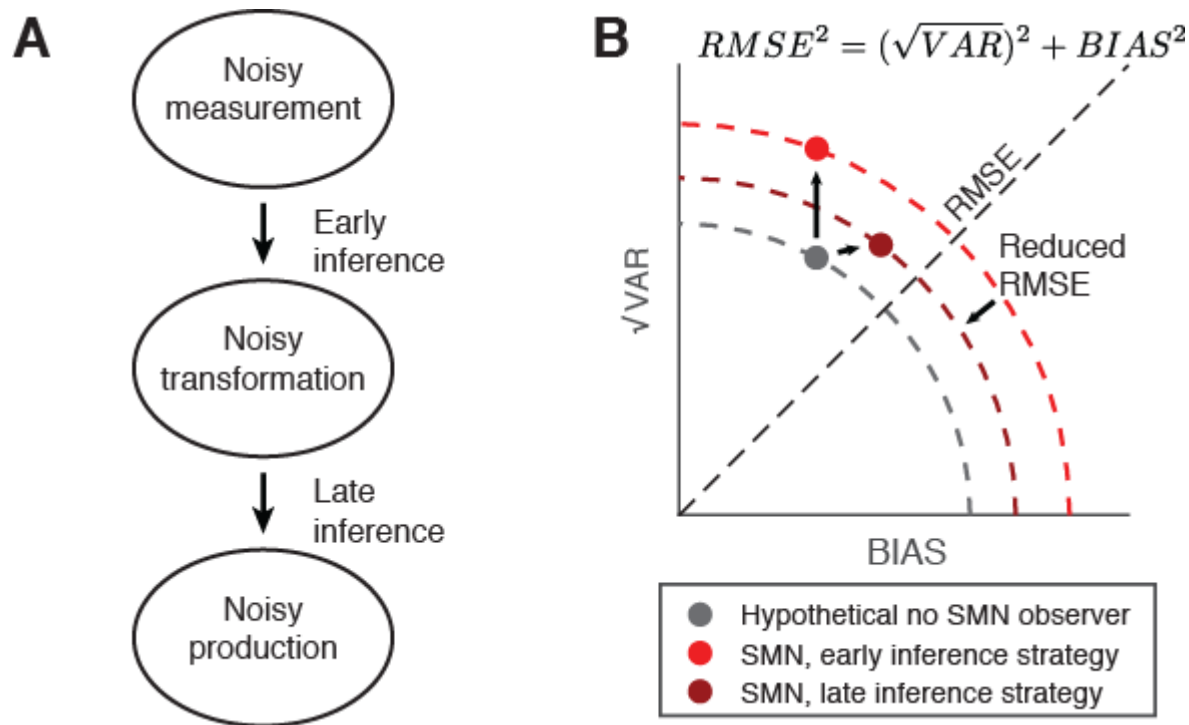 A
Noisy
measurement
Early
inference
Noisy
transformation
Late
inference
Noisy
production
B
RMSE² = (√VAR)² + BIAS²
RMSE
Reduced
RMSE
√VAR
BIAS
Hypothetical no SMN observer
SMN, early inference strategy
SMN, late inference strategy